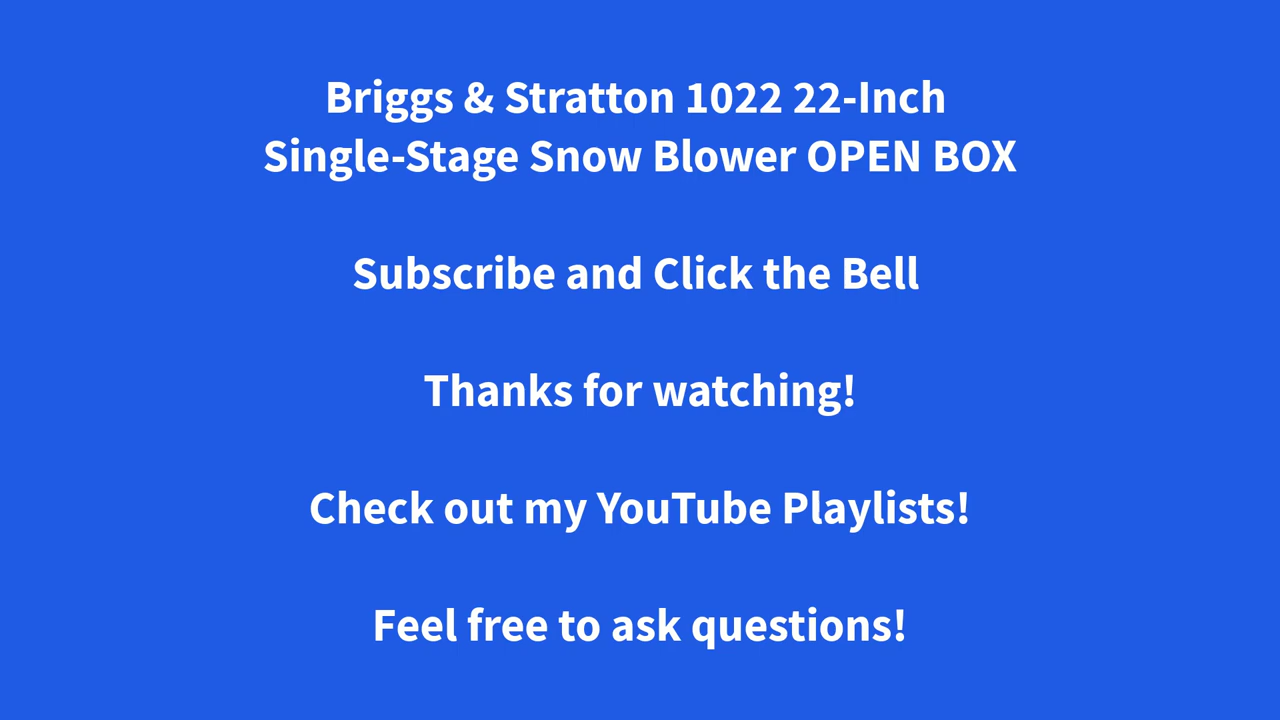 Briggs & Stratton 1022 22-Inch
Single-Stage Snow Blower OPEN BOX
Subscribe and Click the Bell
Thanks for watching!
Check out my YouTube Playlists!
Feel free to ask questions!